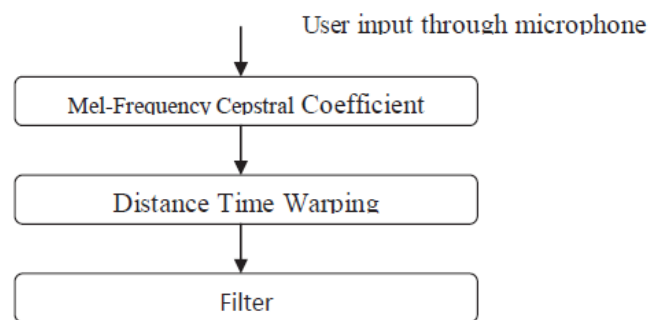 User input through microphone
Mel-Frequency Cepstral Coefficient
Distance Time Warping
Filter